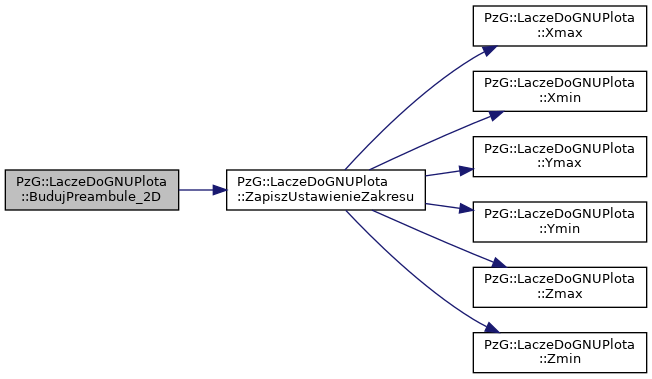 PzG::LaczeDoGNUPlota
::BudujPreambule_2D
PzG::LaczeDoGNUPlota
::ZapiszUstawienieZakresu
PzG::LaczeDoGNUPlota
::Xmax
PzG::LaczeDoGNUPlota
::Xmin
PzG::LaczeDoGNUPlota
::Ymax
PzG::LaczeDoGNUPlota
::Ymin
PzG::LaczeDoGNUPlota
::Zmax
PzG::LaczeDoGNUPlota
::Zmin